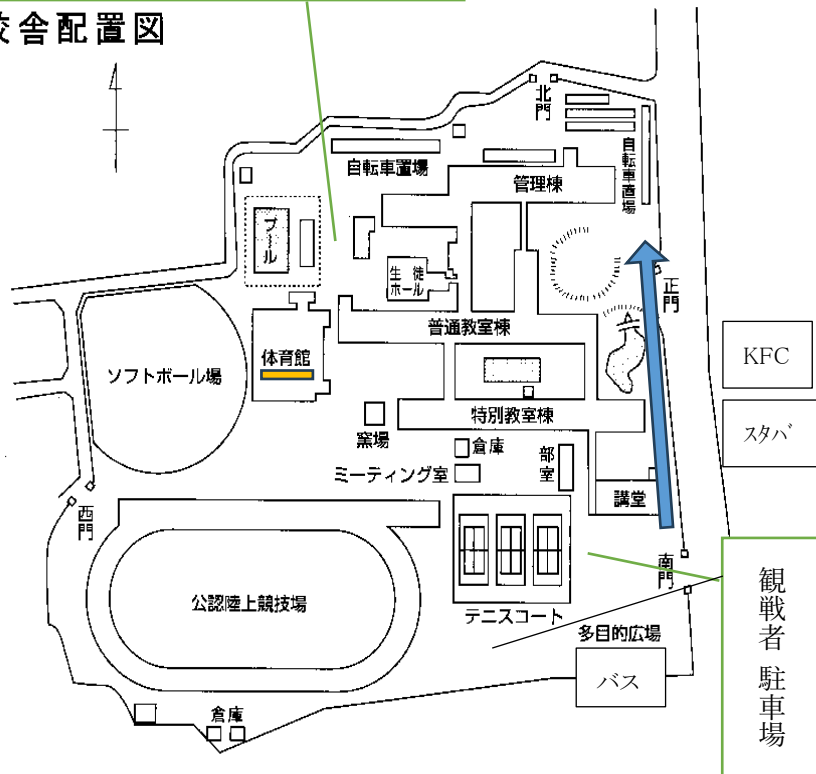 校舎配置図
北門
自転車置場
自転車置場
管理棟
プール
生徒
ホール
正門
普通教室棟
体育館
ソフトボール場
KFC
スタバ
特別教室棟
窯場
倉庫
部室
ミーティング室
講堂
西門
南門
公認陸上競技場
テニスコート
多目的広場
バス
観戦者 駐車場
倉庫